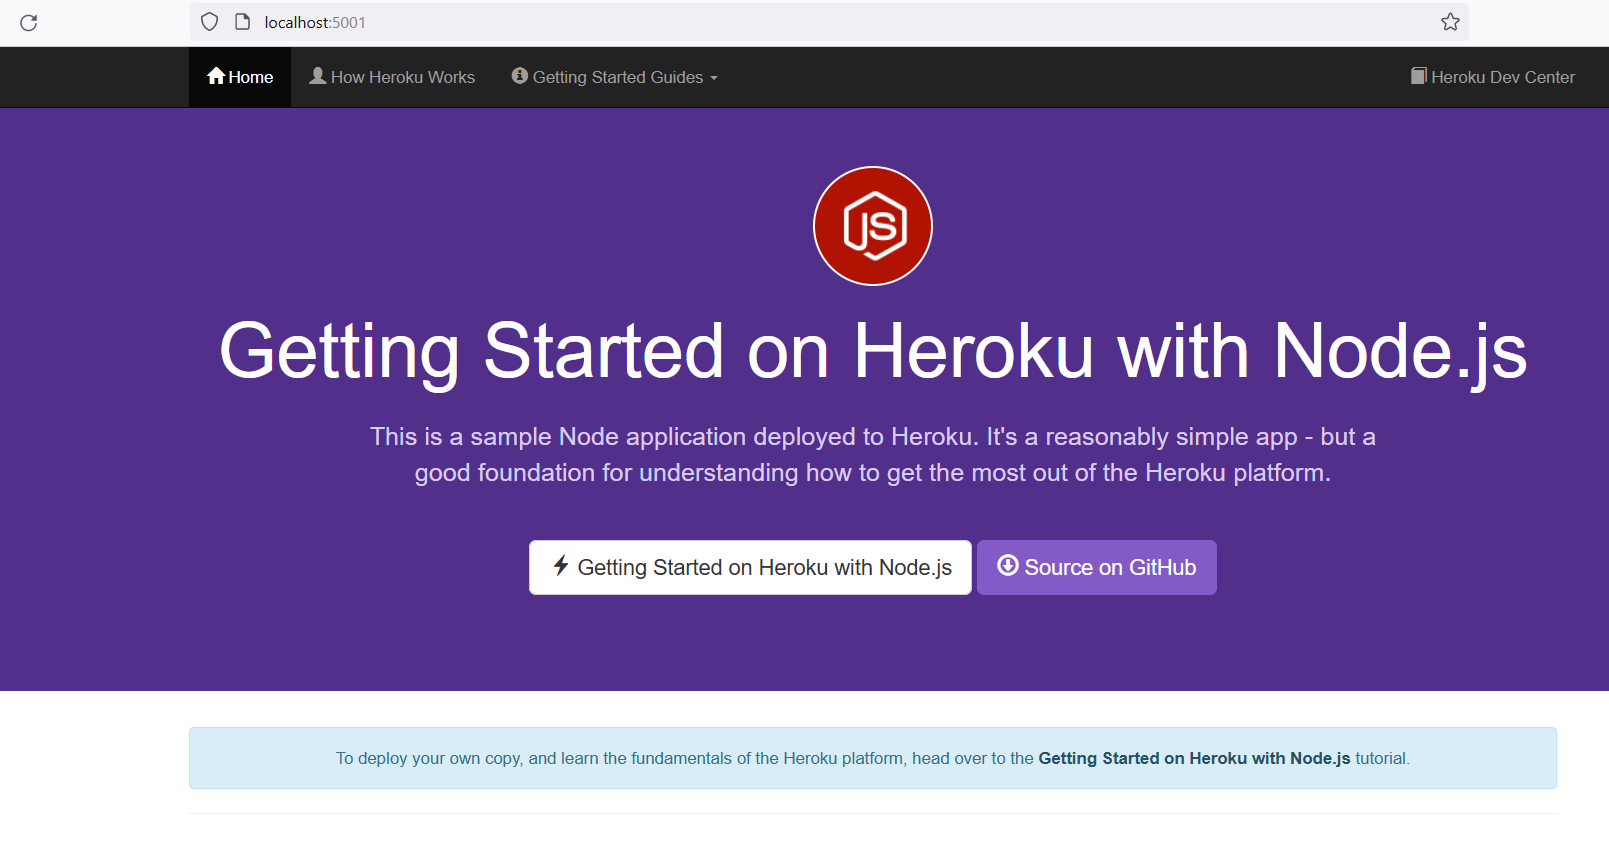 localhost:5001
Home How Heroku Works Getting Started Guides Heroku Dev Center
JS
Getting Started on Heroku with Node.js
This is a sample Node application deployed to Heroku. It's a reasonably simple app - but a
good foundation for understanding how to get the most out of the Heroku platform.
Getting Started on Heroku with Node.js Source on GitHub
To deploy your own copy, and learn the fundamentals of the Heroku platform, head over to the Getting Started on Heroku with Node.js tutorial.